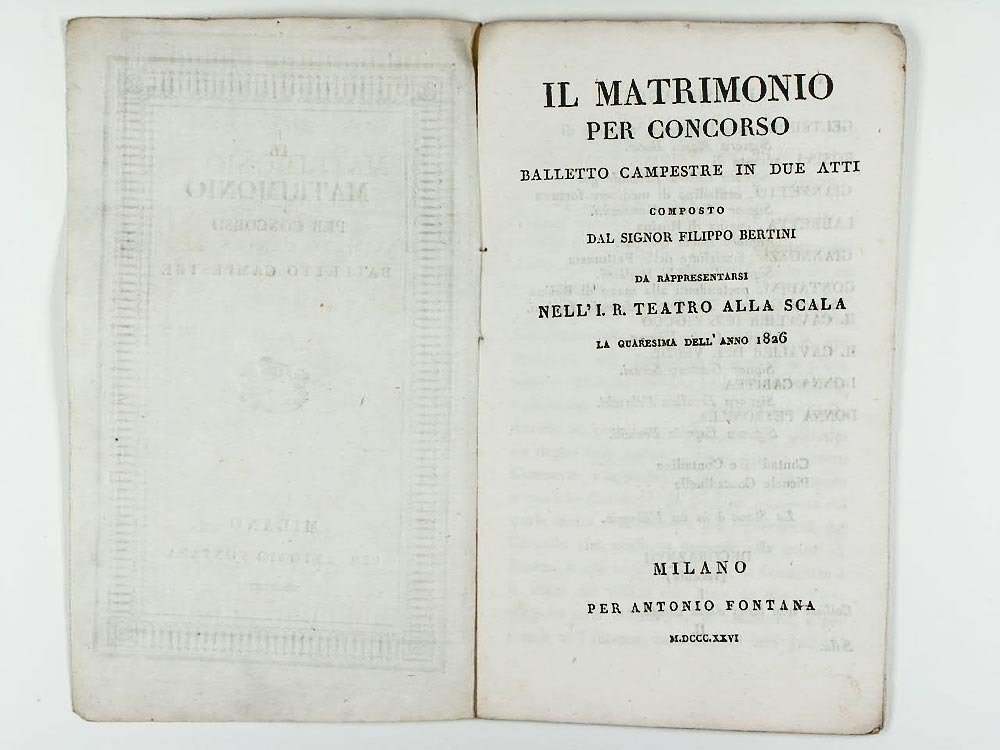 IL MATRIMONIO
PER CONCORSO
BALLETTO CAMPESTRE IN DUE ATTI
COMPOSTO
DAL SIGNOR FILIPPO BERTINI
DA RAPPRESENTARSI
NELL' I. R. TEATRO ALLA SCALA
LA QUARESIMA DELL' ANNO 1826
MILANO
PER ANTONIO FONTANA
M.DCCC.XXVI